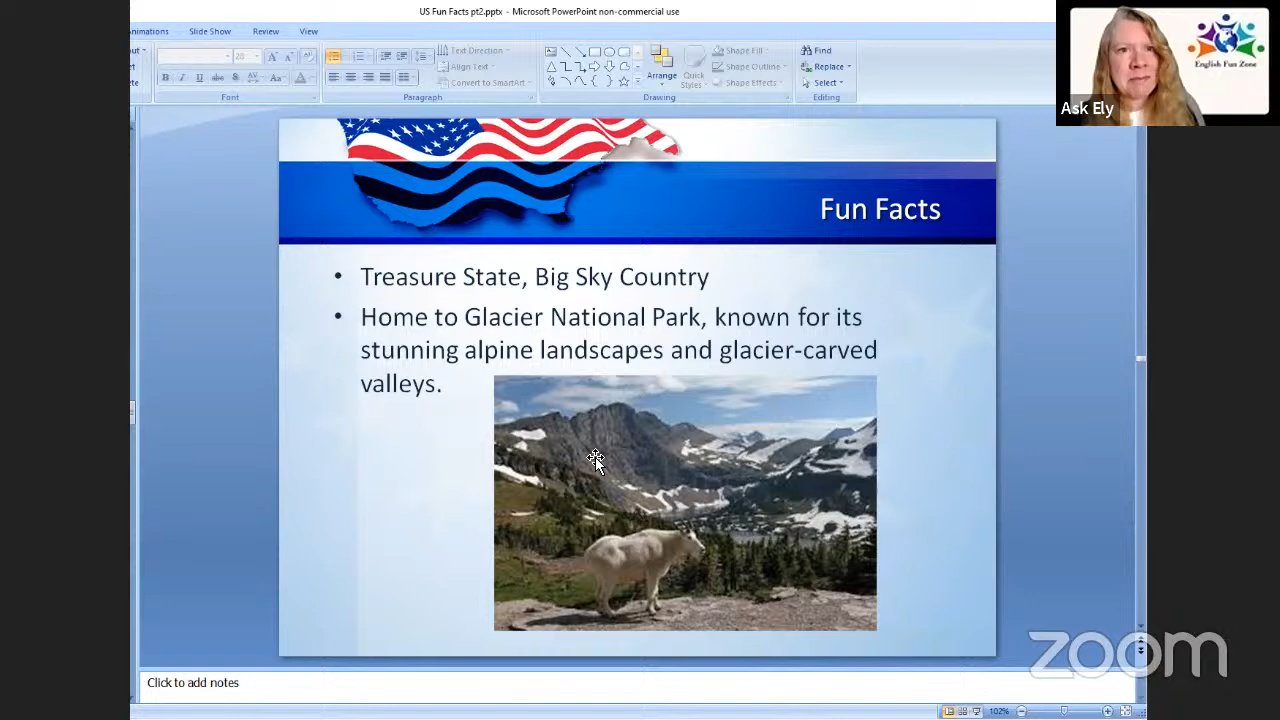 US Fun Facts pt2.pptx - Microsoft PowerPoint non-commercial use
Animations Slide Show Review View
Text Direction
Align Text
Convert to SmartArt
Arrange
Quick
Styles
Shape Fill
Shape Outline
Shape Effects
Find
Replace
Select
B I U abe S AV Aa A
Font Paragraph Drawing Editing
English Fun Zone
Ask Ely
Fun Facts
• Treasure State, Big Sky Country
• Home to Glacier National Park, known for its
stunning alpine landscapes and glacier-carved
valleys.
zoom
Click to add notes
102%